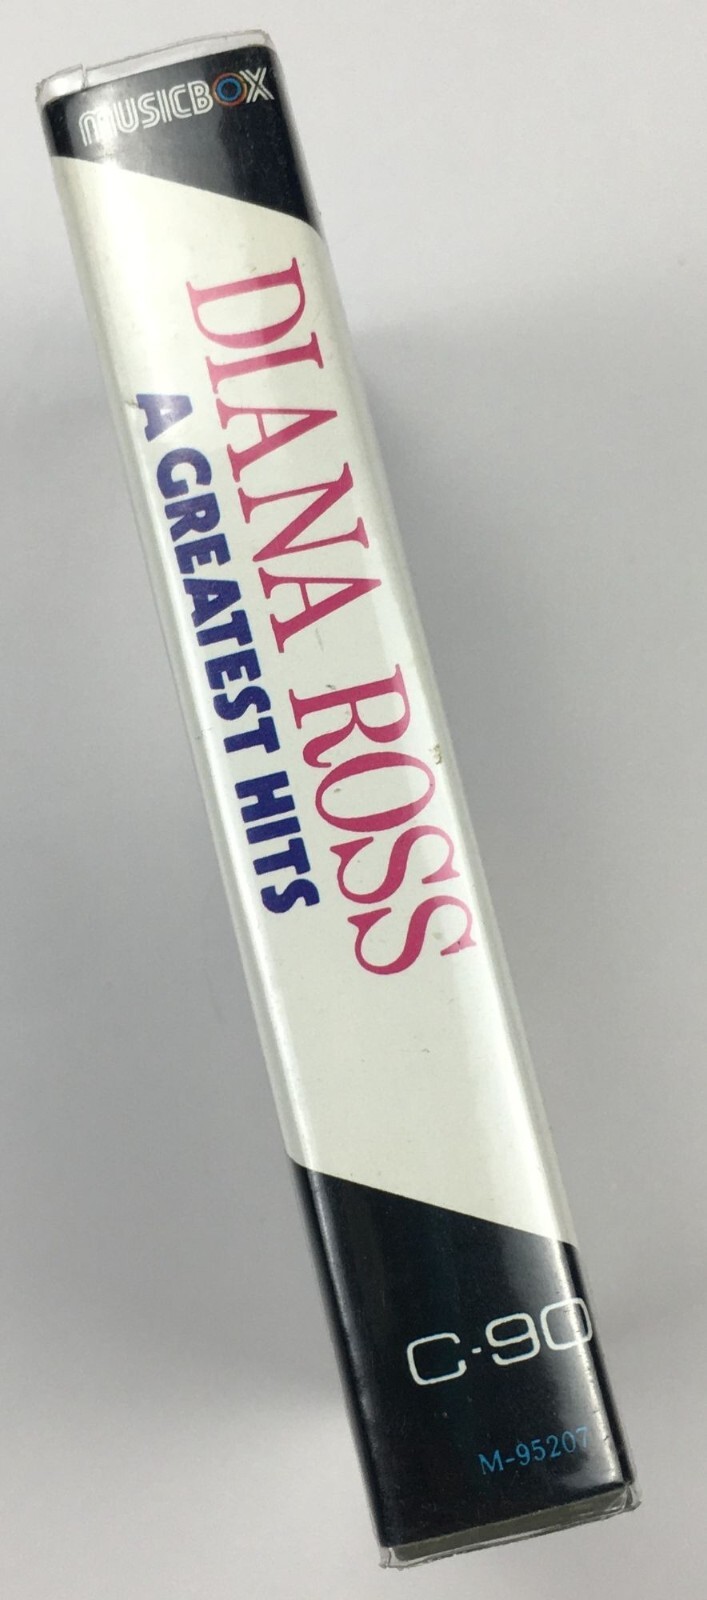 MUSICBOX
DIANA ROSS
A GREATEST HITS
C-90
M-95207